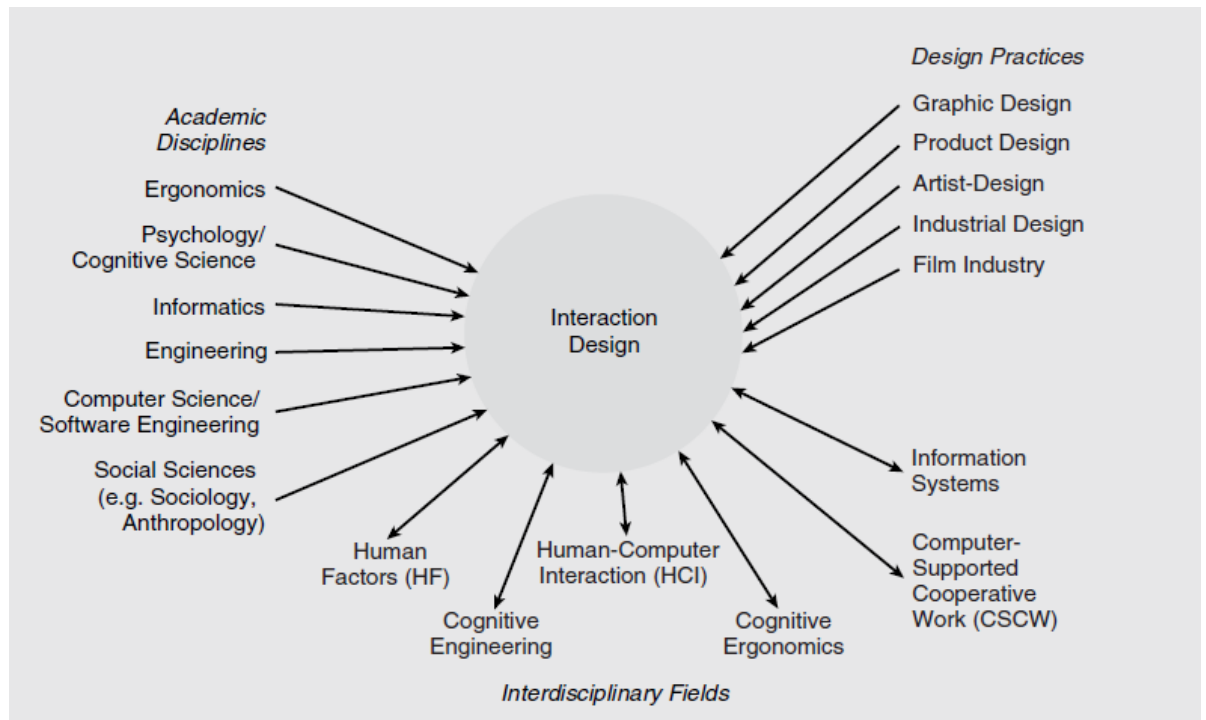 Academic
Disciplines
Ergonomics
Psychology/
Cognitive Science
Informatics
Engineering
Computer Science/
Software Engineering
Social Sciences
(e.g. Sociology,
Anthropology)
Interaction
Design
Design Practices
Graphic Design
Product Design
Artist-Design
Industrial Design
Film Industry
Information
Systems
Computer-
Supported
Cooperative
Work (CSCW)
Human
Factors (HF)
Cognitive
Engineering
Human-Computer
Interaction (HCI)
Cognitive
Ergonomics
Interdisciplinary Fields